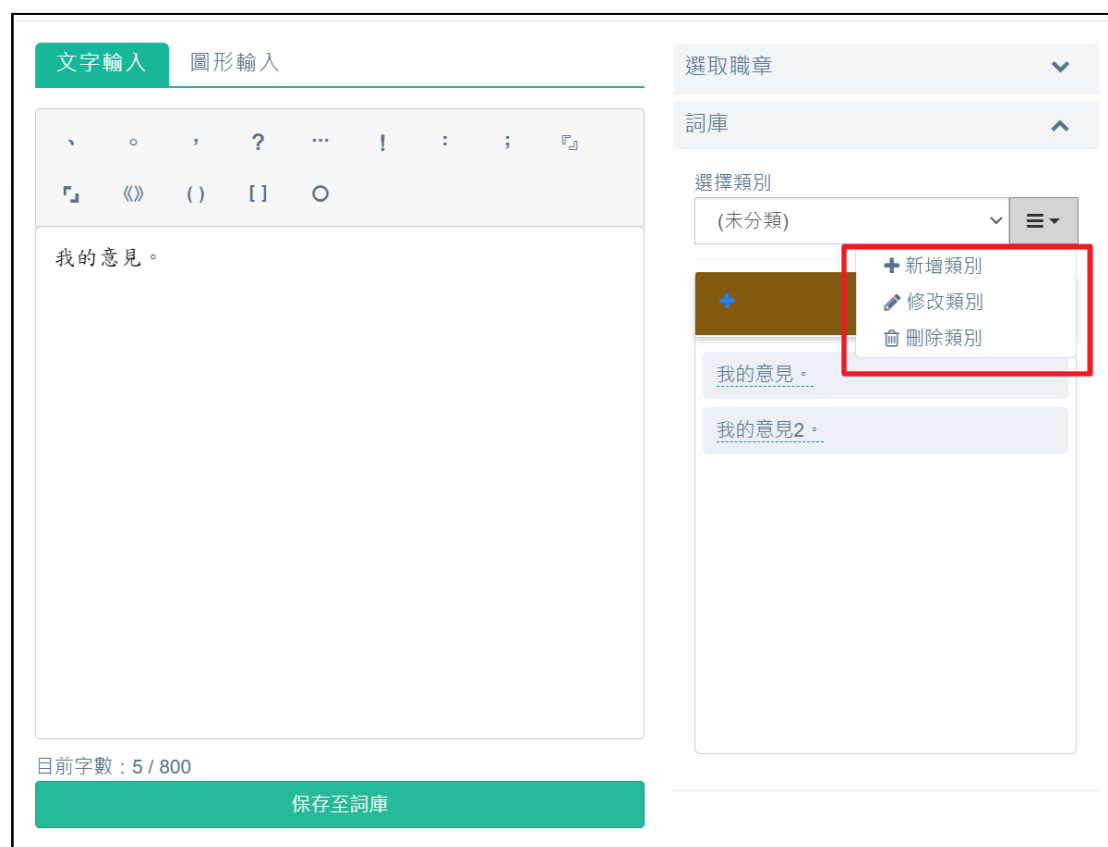 文字輸入
圖形輸入
、 。 ， ? … ! : ; 『』
「」 《》 ( ) [ ] ○
我的意見。
目前字數：5 / 800
保存至詞庫
選取職章
詞庫
選擇類別
(未分類)
新增類別
修改類別
刪除類別
我的意見。
我的意見2。